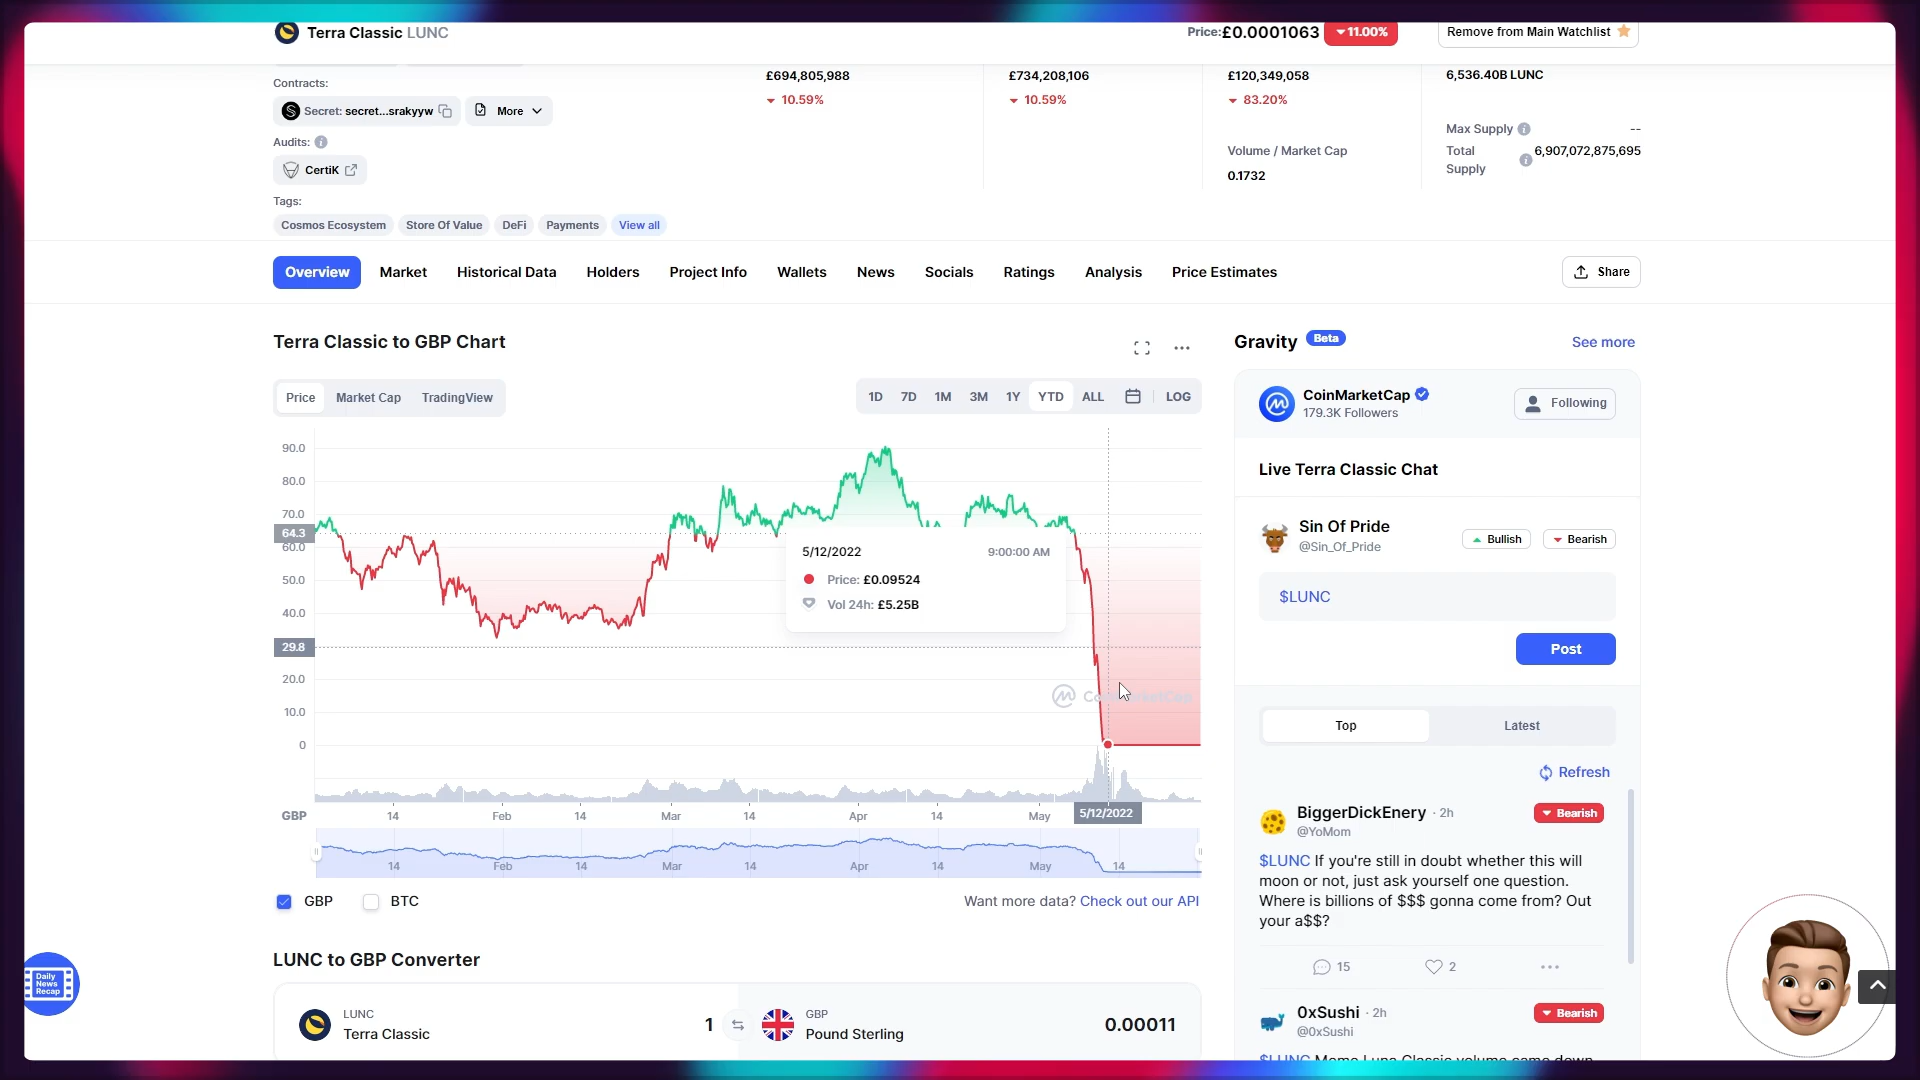 Terra Classic LUNC
Price:£0.0001063
11.00%
Remove from Main Watchlist
Contracts:
Secret: secret...srakyyw
More
Audits:
CertiK
Tags:
Cosmos Ecosystem
Store Of Value
DeFi
Payments
View all
£694,805,988
10.59%
£734,208,106
10.59%
£120,349,058
83.20%
Volume / Market Cap
0.1732
6,536.40B LUNC
Max Supply
--
Total Supply
6,907,072,875,695
Overview
Market
Historical Data
Holders
Project Info
Wallets
News
Socials
Ratings
Analysis
Price Estimates
Share
Terra Classic to GBP Chart
Price
Market Cap
TradingView
1D
7D
1M
3M
1Y
YTD
ALL
LOG
90.0
80.0
70.0
64.3
60.0
50.0
40.0
29.8
20.0
10.0
0
5/12/2022
9:00:00 AM
Price: £0.09524
Vol 24h: £5.25B
GBP
14
Feb
14
Mar
14
Apr
14
May
5/12/2022
14
Feb
14
Mar
14
Apr
14
May
14
GBP
BTC
Want more data? Check out our API
LUNC to GBP Converter
LUNC
Terra Classic
1
GBP
Pound Sterling
0.00011
Gravity
Beta
See more
CoinMarketCap
179.3K Followers
Following
Live Terra Classic Chat
Sin Of Pride
@Sin_Of_Pride
Bullish
Bearish
$LUNC
Post
Top
Latest
Refresh
BiggerDickEnery · 2h
@YoMom
Bearish
$LUNC If you're still in doubt whether this will
moon or not, just ask yourself one question.
Where is billions of $$$ gonna come from? Out
your a$$?
15
2
0xSushi · 2h
@0xSushi
Bearish
$LUNC Meme Luna Classic volume came down
Daily
News
Recap